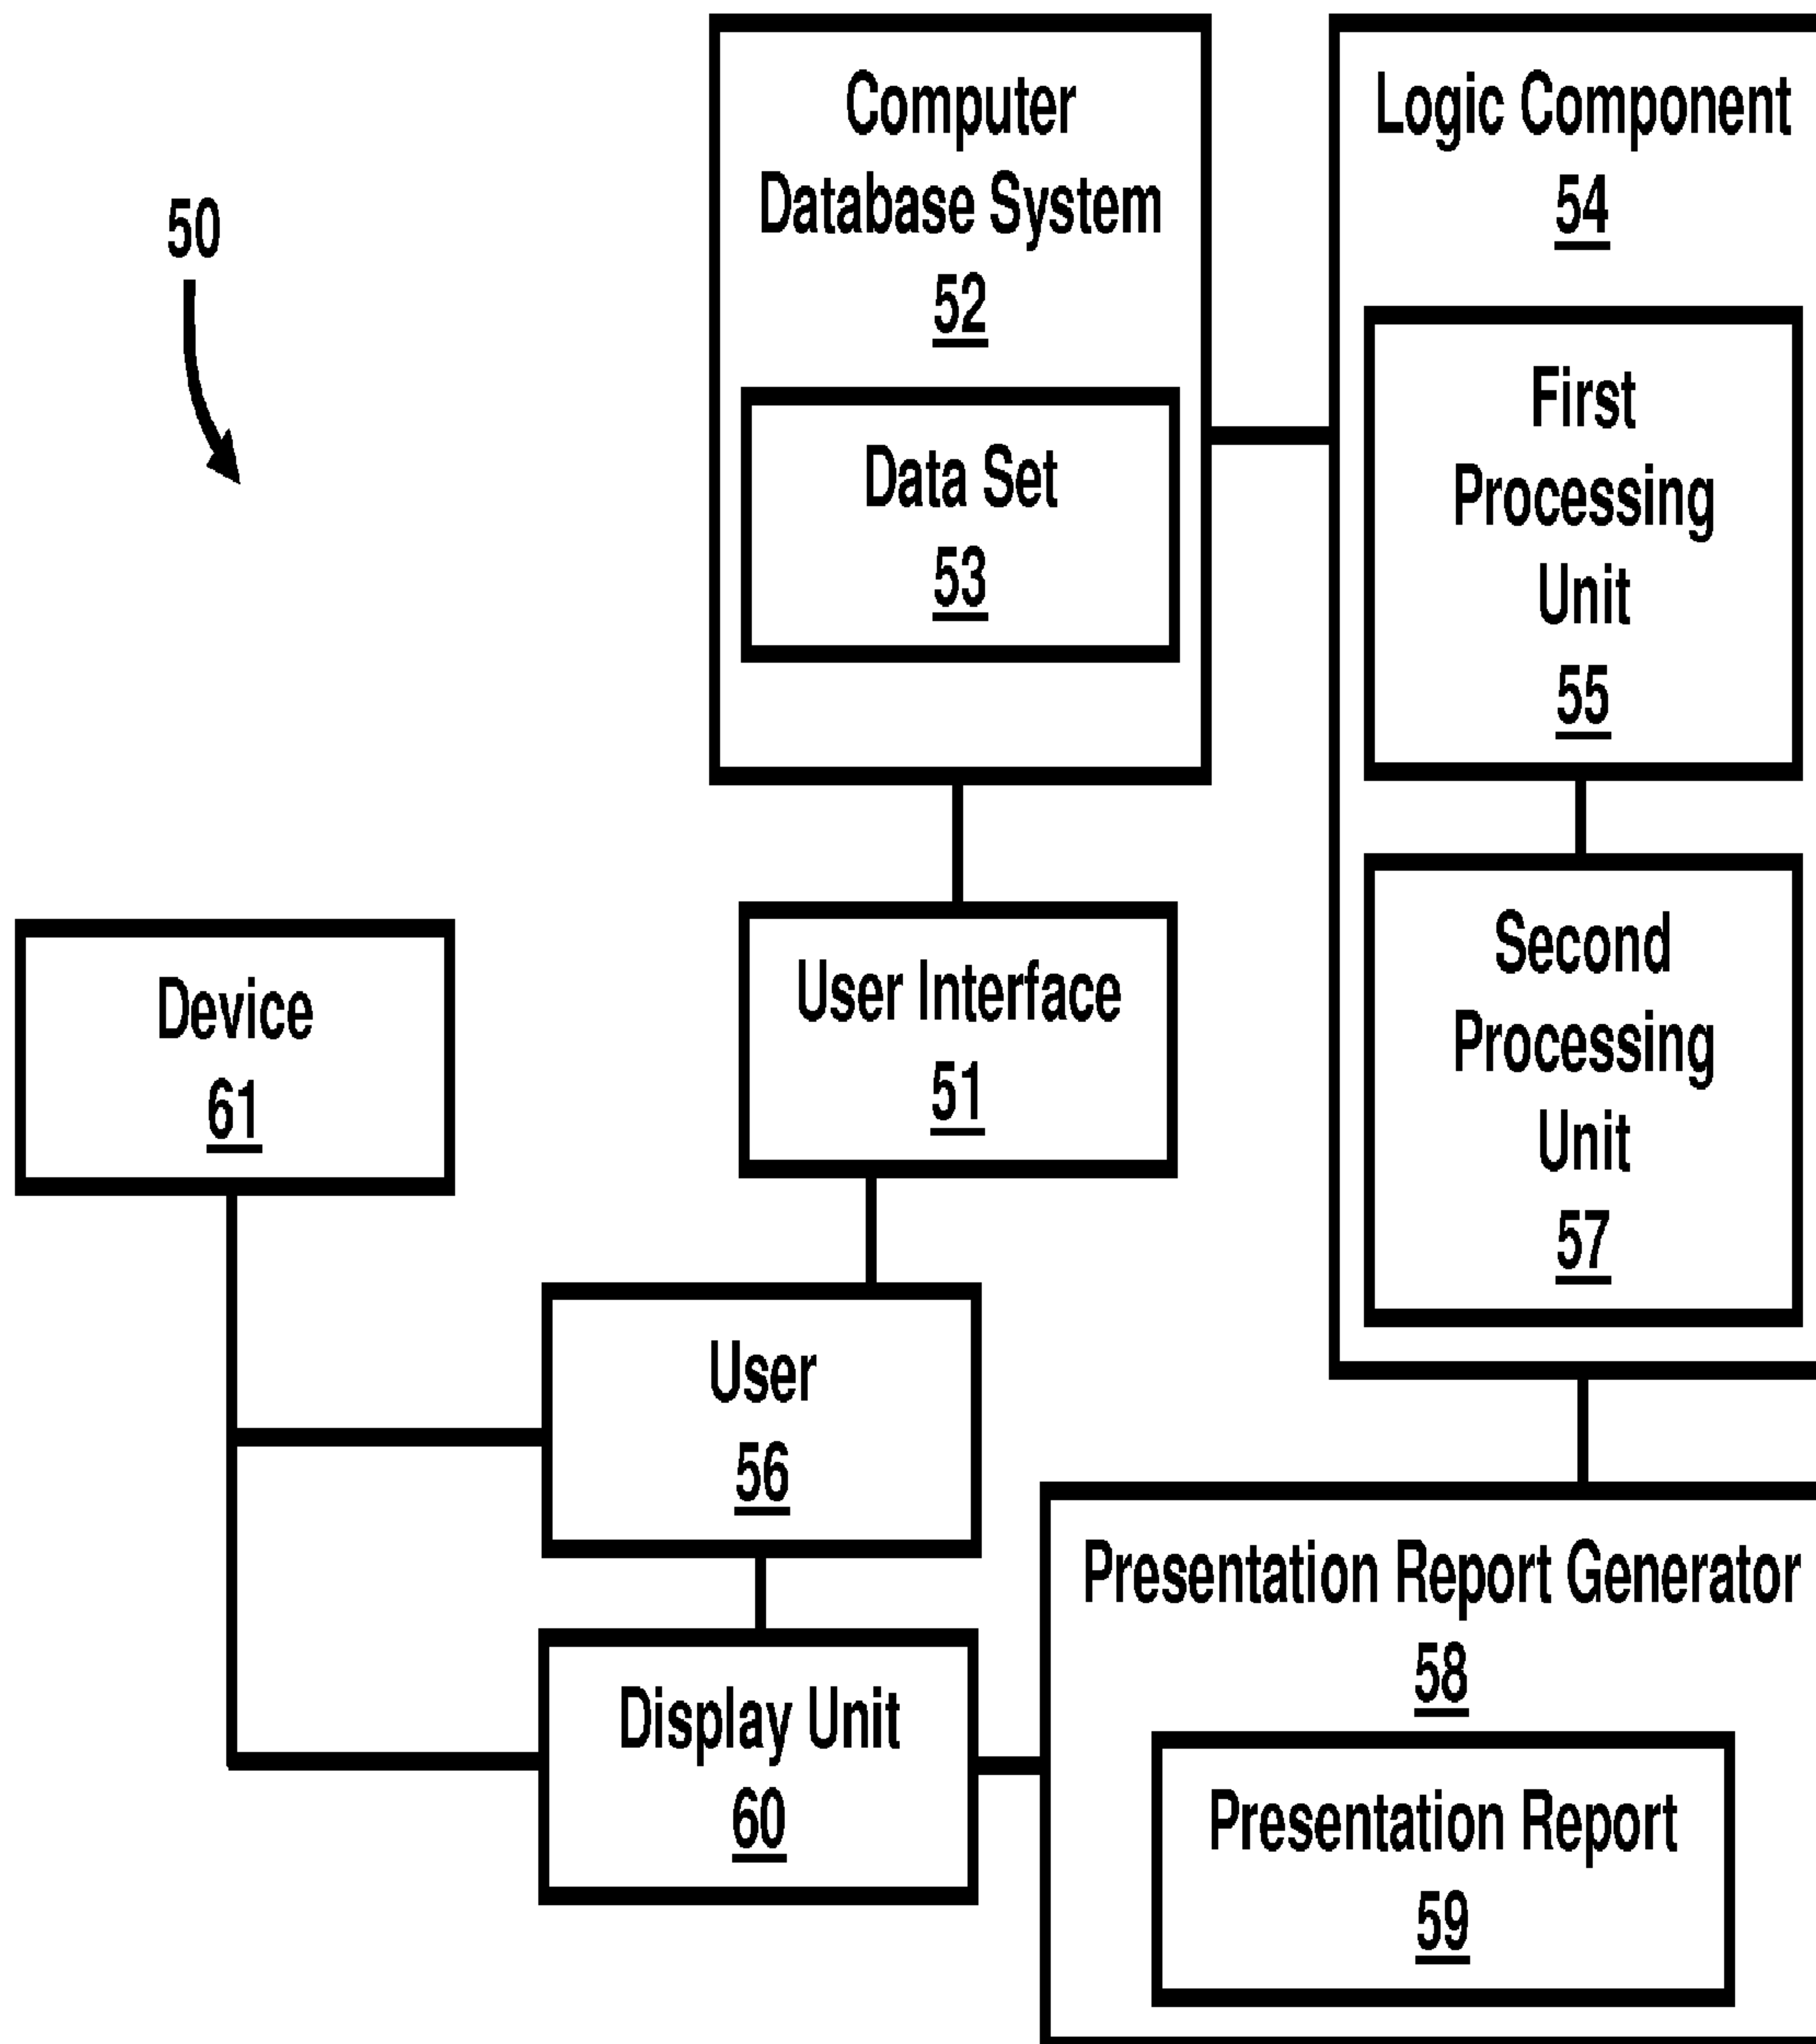 50
Computer
Database System
52
Data Set
53
Logic Component
54
First
Processing
Unit
55
Second
Processing
Unit
57
Device
61
User Interface
51
User
56
Display Unit
60
Presentation Report Generator
58
Presentation Report
59